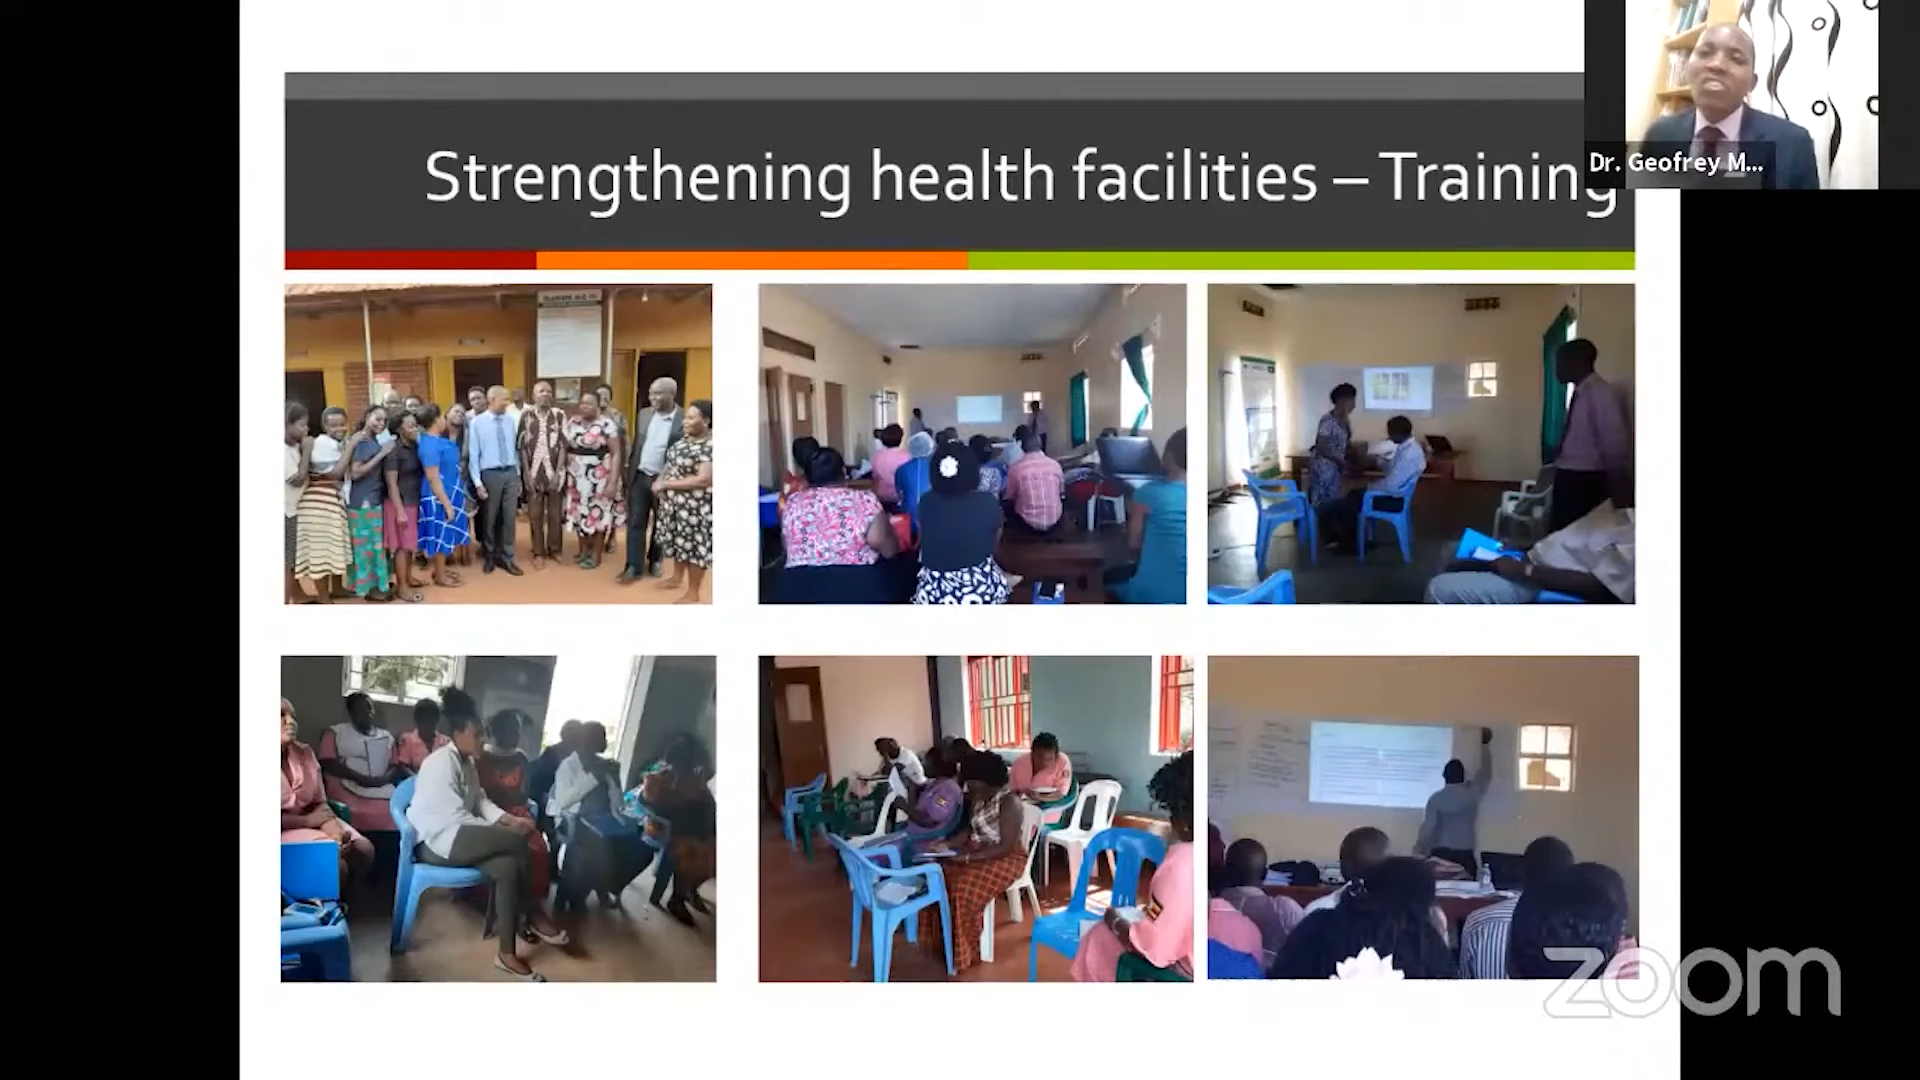 Strengthening health facilities – Training
Dr. Geofrey M...
zoom